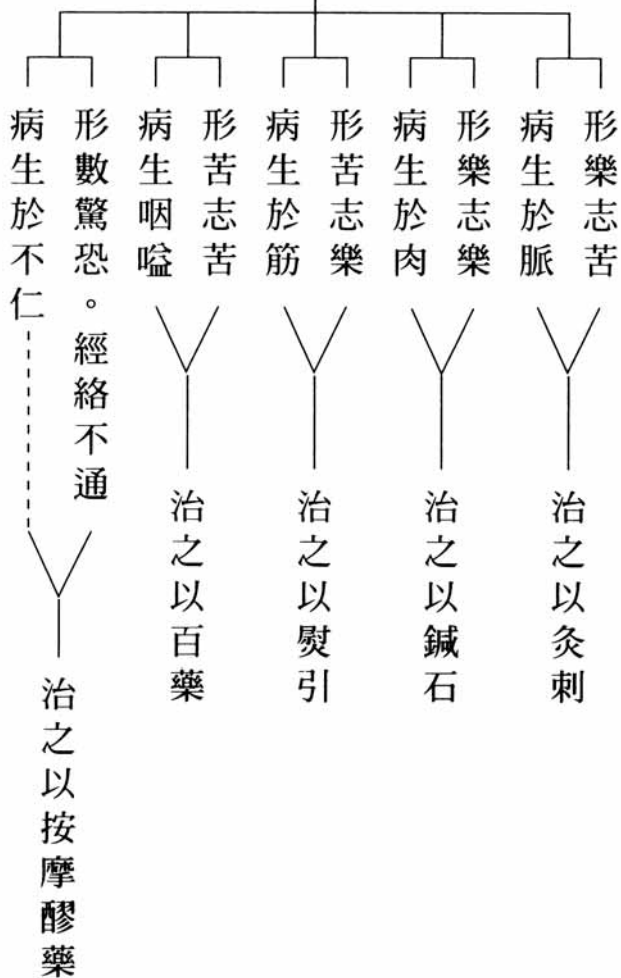 形樂志苦
病生於脈
治之以灸刺
形樂志樂
病生於肉
治之以鍼石
形苦志樂
病生於筋
治之以熨引
形苦志苦
病生咽嗌
治之以百藥
形數驚恐。經絡不通
病生於不仁
治之以按摩醪藥